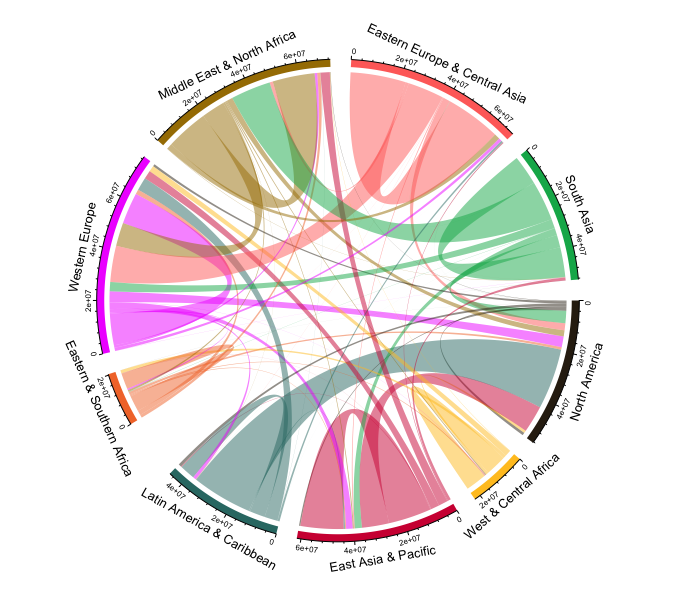 Middle East & North Africa
0
2e+07
4e+07
6e+07
Eastern Europe & Central Asia
0
2e+07
4e+07
6e+07
South Asia
0
2e+07
4e+07
North America
0
2e+07
4e+07
West & Central Africa
0
2e+07
East Asia & Pacific
0
2e+07
4e+07
6e+07
Latin America & Caribbean
0
2e+07
4e+07
Eastern & Southern Africa
0
2e+07
Western Europe
0
2e+07
4e+07
6e+07